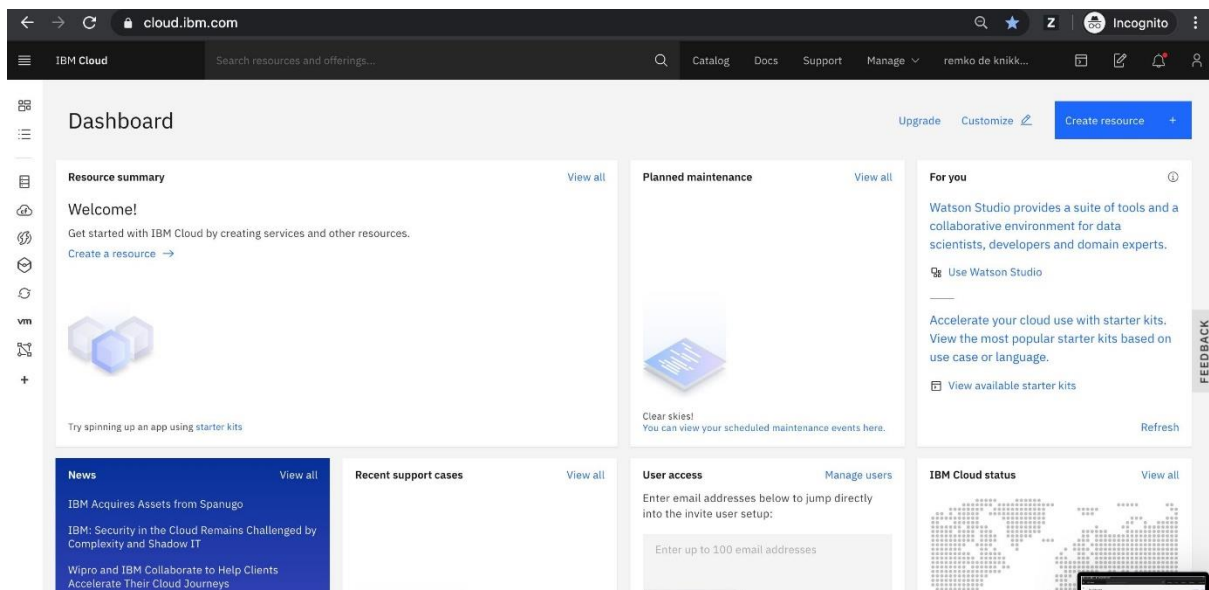 cloud.ibm.com
Incognito
IBM Cloud
Search resources and offerings...
Catalog
Docs
Support
Manage
remko de knikk...
Dashboard
Upgrade
Customize
Create resource +
Resource summary
View all
Welcome!
Get started with IBM Cloud by creating services and other resources.
Create a resource →
Try spinning up an app using starter kits
Planned maintenance
View all
Clear skies!
You can view your scheduled maintenance events here.
For you
Watson Studio provides a suite of tools and a
collaborative environment for data
scientists, developers and domain experts.
Use Watson Studio
Accelerate your cloud use with starter kits.
View the most popular starter kits based on
use case or language.
View available starter kits
Refresh
FEEDBACK
vm
News
View all
IBM Acquires Assets from Spanugo
IBM: Security in the Cloud Remains Challenged by
Complexity and Shadow IT
Wipro and IBM Collaborate to Help Clients
Accelerate Their Cloud Journeys
Recent support cases
View all
User access
Manage users
Enter email addresses below to jump directly
into the invite user setup:
Enter up to 100 email addresses
IBM Cloud status
View all